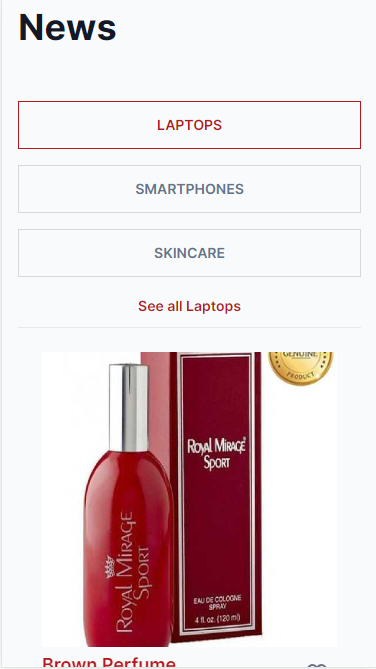 News
LAPTOPS
SMARTPHONES
SKINCARE
See all Laptops
GENUINE
PRODUCT
ROYAL MIRAGE
SPORT
ROYAL MIRAGE
SPORT
EAU DE COLOGNE
SPRAY
4 fl. oz. (120 ml)
Brown Perfume